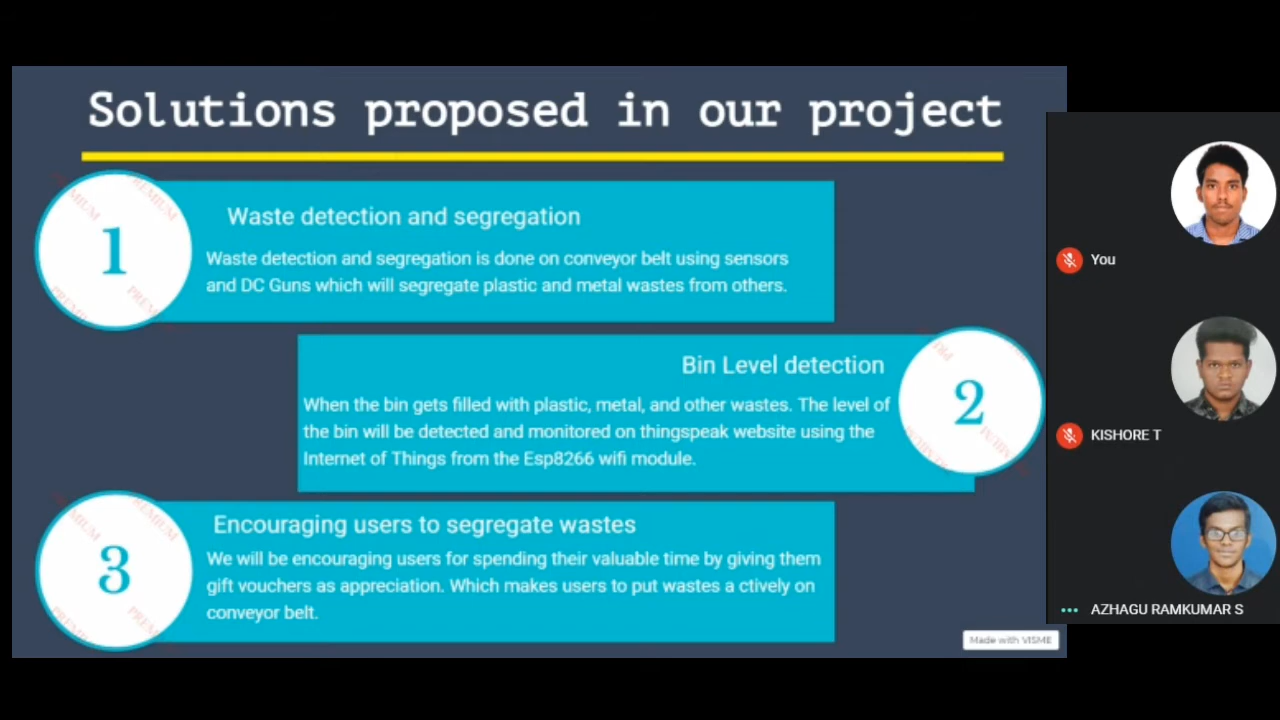 Solutions proposed in our project
1
Waste detection and segregation
Waste detection and segregation is done on conveyor belt using sensors
and DC Guns which will segregate plastic and metal wastes from others.
Bin Level detection
When the bin gets filled with plastic, metal, and other wastes. The level of
the bin will be detected and monitored on thingspeak website using the
Internet of Things from the Esp8266 wifi module.
2
3
Encouraging users to segregate wastes
We will be encouraging users for spending their valuable time by giving them
gift vouchers as appreciation. Which makes users to put wastes a ctively on
conveyor belt.
Made with VISME
You
KISHORE T
AZHAGU RAMKUMAR S
PREMIUM
PREMIUM
PREMIUM